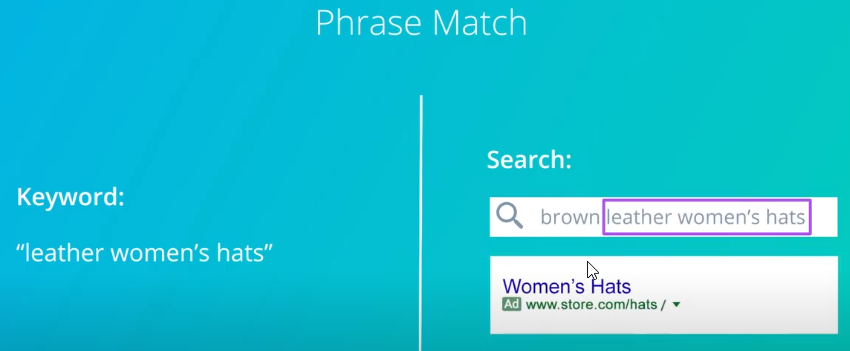 Phrase Match
Keyword:
“leather women’s hats”
Search:
brown leather women’s hats
Women’s Hats
Ad www.store.com/hats /